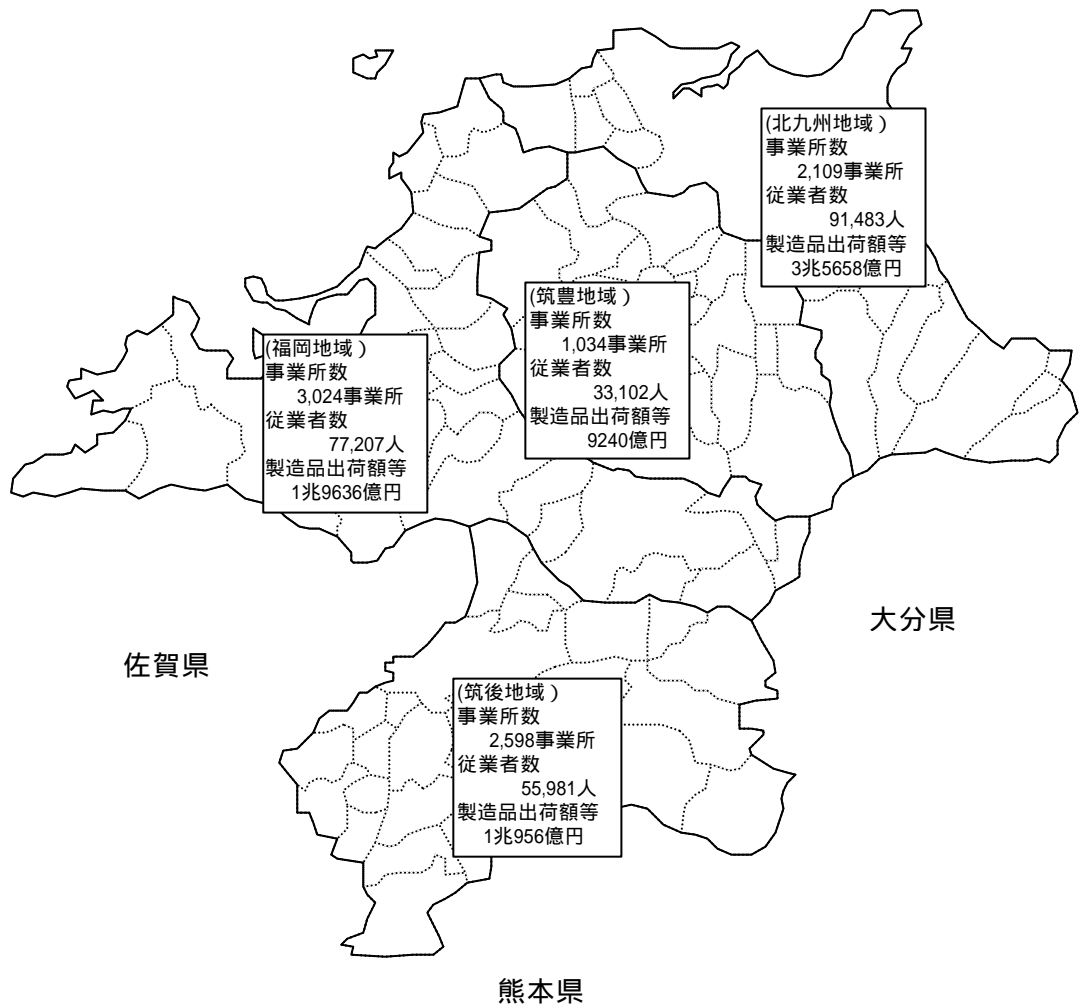 (北九州地域)
事業所数
2,109事業所
従業者数
91,483人
製造品出荷額等
3兆5658億円
(筑豊地域)
事業所数
1,034事業所
従業者数
33,102人
製造品出荷額等
9240億円
(福岡地域)
事業所数
3,024事業所
従業者数
77,207人
製造品出荷額等
1兆9636億円
大分県
佐賀県
(筑後地域)
事業所数
2,598事業所
従業者数
55,981人
製造品出荷額等
1兆956億円
熊本県